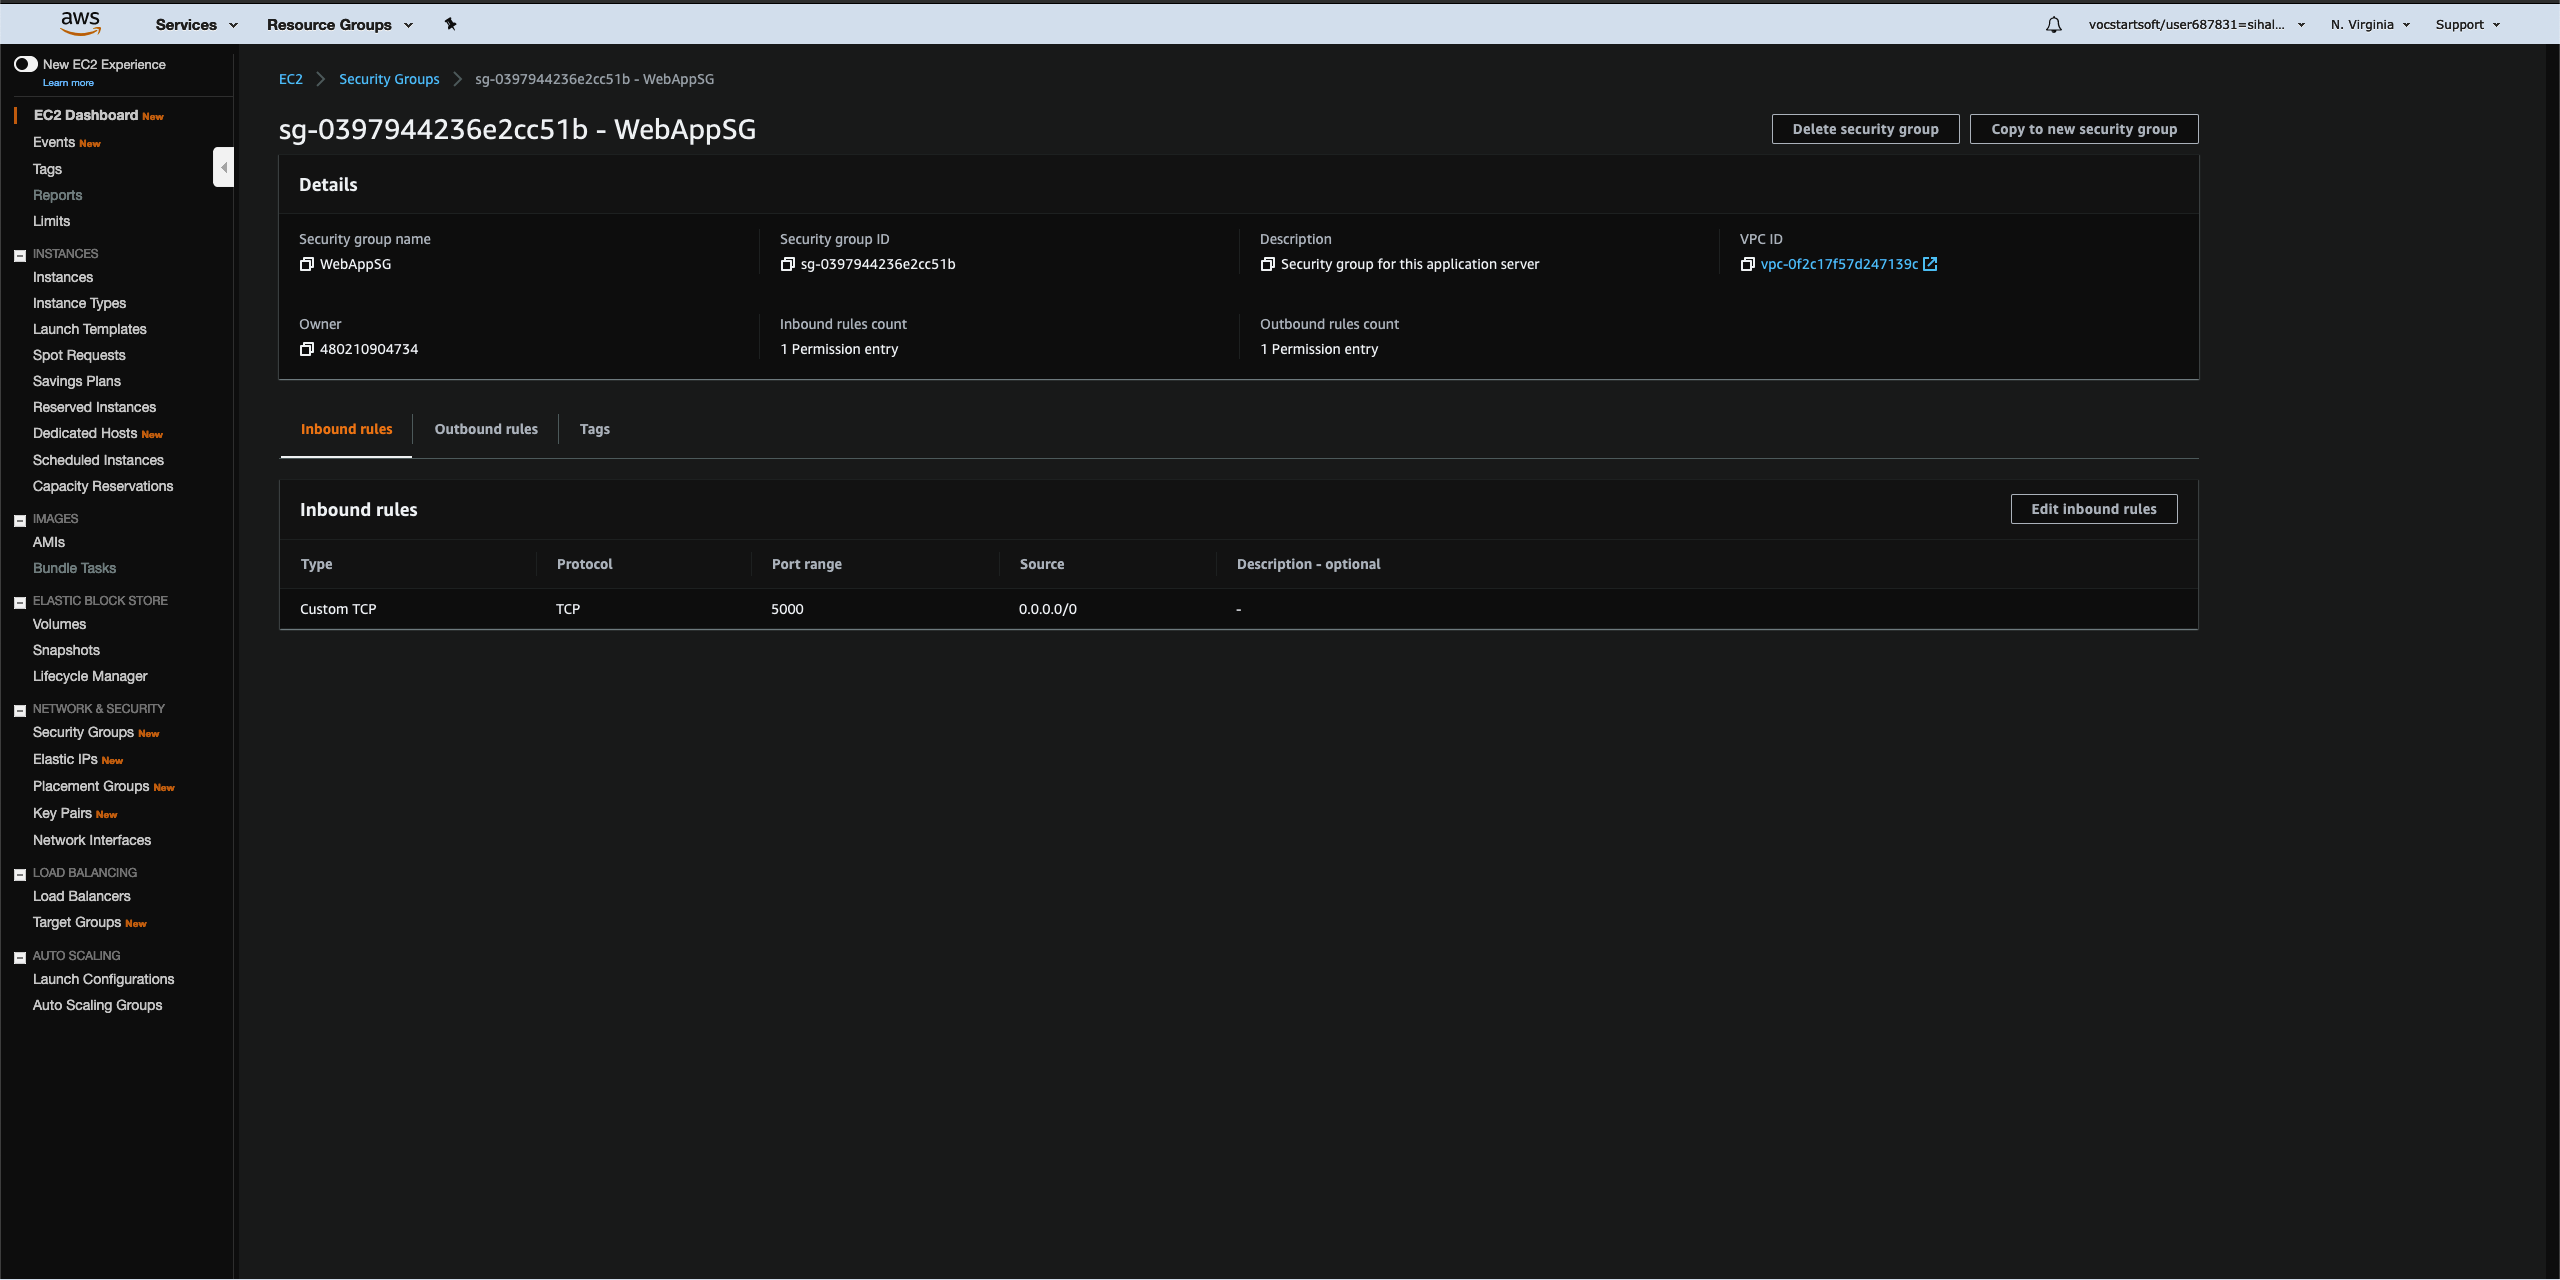 aws
Services
Resource Groups
vocstartsoft/user687831=sihal...
N. Virginia
Support
New EC2 Experience
Learn more
EC2 Dashboard New
Events New
Tags
Reports
Limits
INSTANCES
Instances
Instance Types
Launch Templates
Spot Requests
Savings Plans
Reserved Instances
Dedicated Hosts New
Scheduled Instances
Capacity Reservations
IMAGES
AMIs
Bundle Tasks
ELASTIC BLOCK STORE
Volumes
Snapshots
Lifecycle Manager
NETWORK & SECURITY
Security Groups New
Elastic IPs New
Placement Groups New
Key Pairs New
Network Interfaces
LOAD BALANCING
Load Balancers
Target Groups New
AUTO SCALING
Launch Configurations
Auto Scaling Groups
EC2
Security Groups
sg-0397944236e2cc51b - WebAppSG
sg-0397944236e2cc51b - WebAppSG
Delete security group
Copy to new security group
Details
Security group name
WebAppSG
Security group ID
sg-0397944236e2cc51b
Description
Security group for this application server
VPC ID
vpc-0f2c17f57d247139c
Owner
480210904734
Inbound rules count
1 Permission entry
Outbound rules count
1 Permission entry
Inbound rules
Outbound rules
Tags
Inbound rules
Edit inbound rules
Type Protocol Port range Source Description - optional
Custom TCP TCP 5000 0.0.0.0/0 -